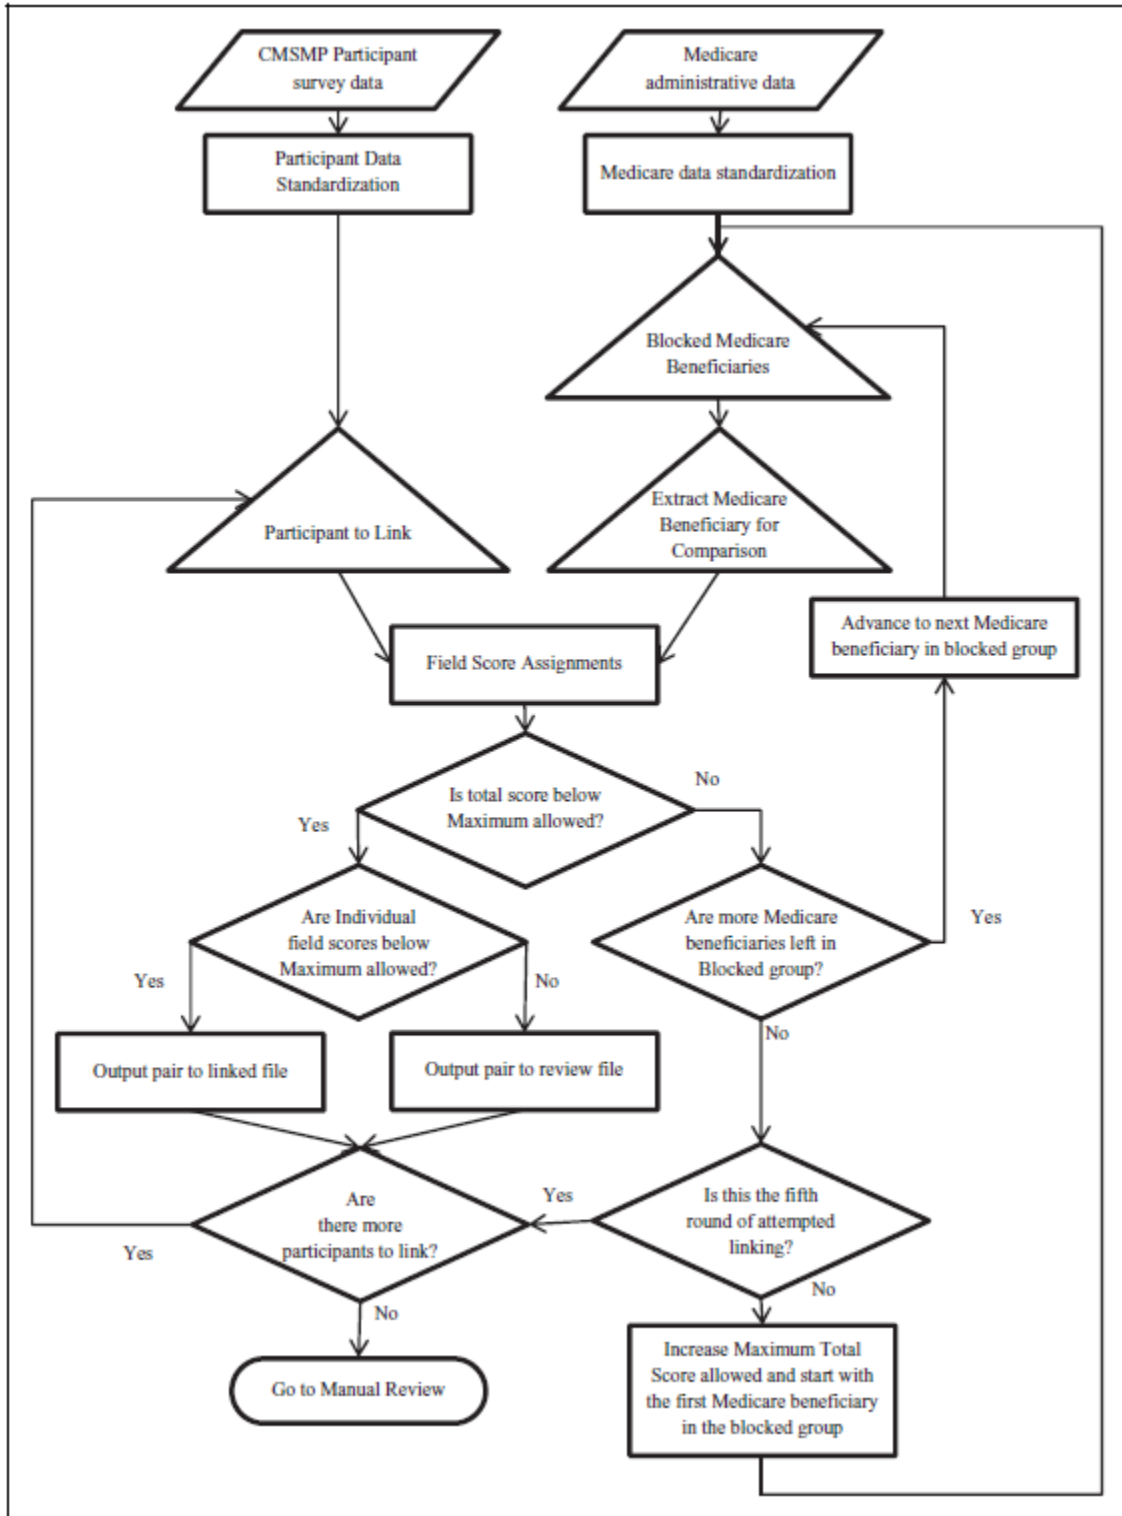 CMSMP Participant
survey data
Medicare
administrative data
Participant Data
Standardization
Medicare data standardization
Blocked Medicare
Beneficiaries
Participant to Link
Extract Medicare
Beneficiary for
Comparison
Advance to next Medicare
beneficiary in blocked group
Field Score Assignments
Is total score below
Maximum allowed?
No
Yes
Are Individual
field scores below
Maximum allowed?
Are more Medicare
beneficiaries left in
Blocked group?
Yes
Yes
No
No
Output pair to linked file
Output pair to review file
Are
there more
participants to link?
Yes
Is this the fifth
round of attempted
linking?
Yes
No
No
Go to Manual Review
Increase Maximum Total
Score allowed and start with
the first Medicare beneficiary
in the blocked group